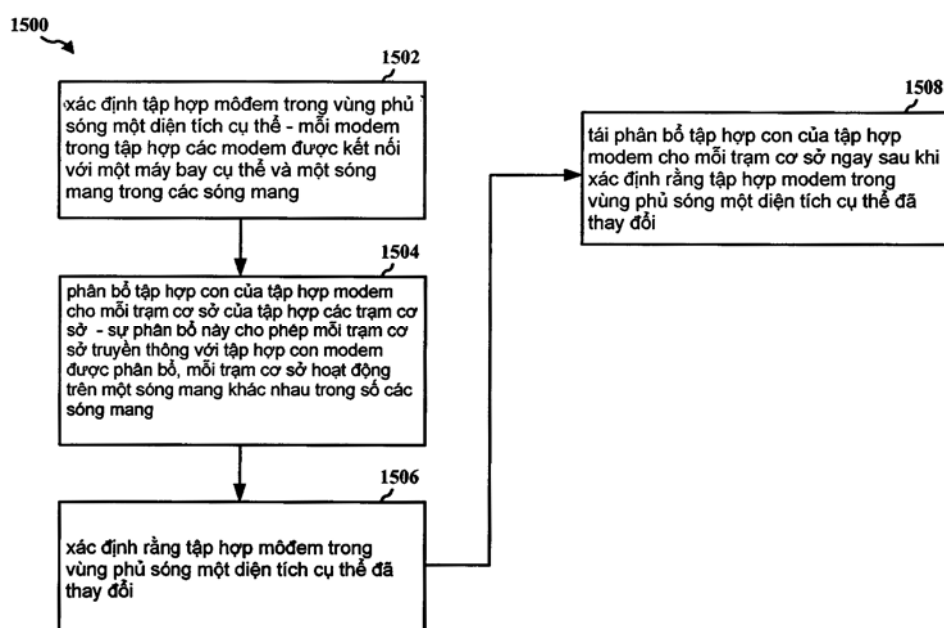 1500
1502
xác định tập hợp môđem trong vùng phủ
sóng một diện tích cụ thể - mỗi modem
trong tập hợp các modem được kết nối
với một máy bay cụ thể và một sóng
mang trong các sóng mang
1504
phân bổ tập hợp con của tập hợp modem
cho mỗi trạm cơ sở của tập hợp các trạm cơ
sở - sự phân bổ này cho phép mỗi trạm cơ
sở truyền thông với tập hợp con modem
được phân bổ, mỗi trạm cơ sở hoạt động
trên một sóng mang khác nhau trong số các
sóng mang
1506
xác định rằng tập hợp môđem trong
vùng phủ sóng một diện tích cụ thể đã
thay đổi
1508
tái phân bổ tập hợp con của tập hợp
modem cho mỗi trạm cơ sở ngay sau khi
xác định rằng tập hợp modem trong
vùng phủ sóng một diện tích cụ thể đã
thay đổi